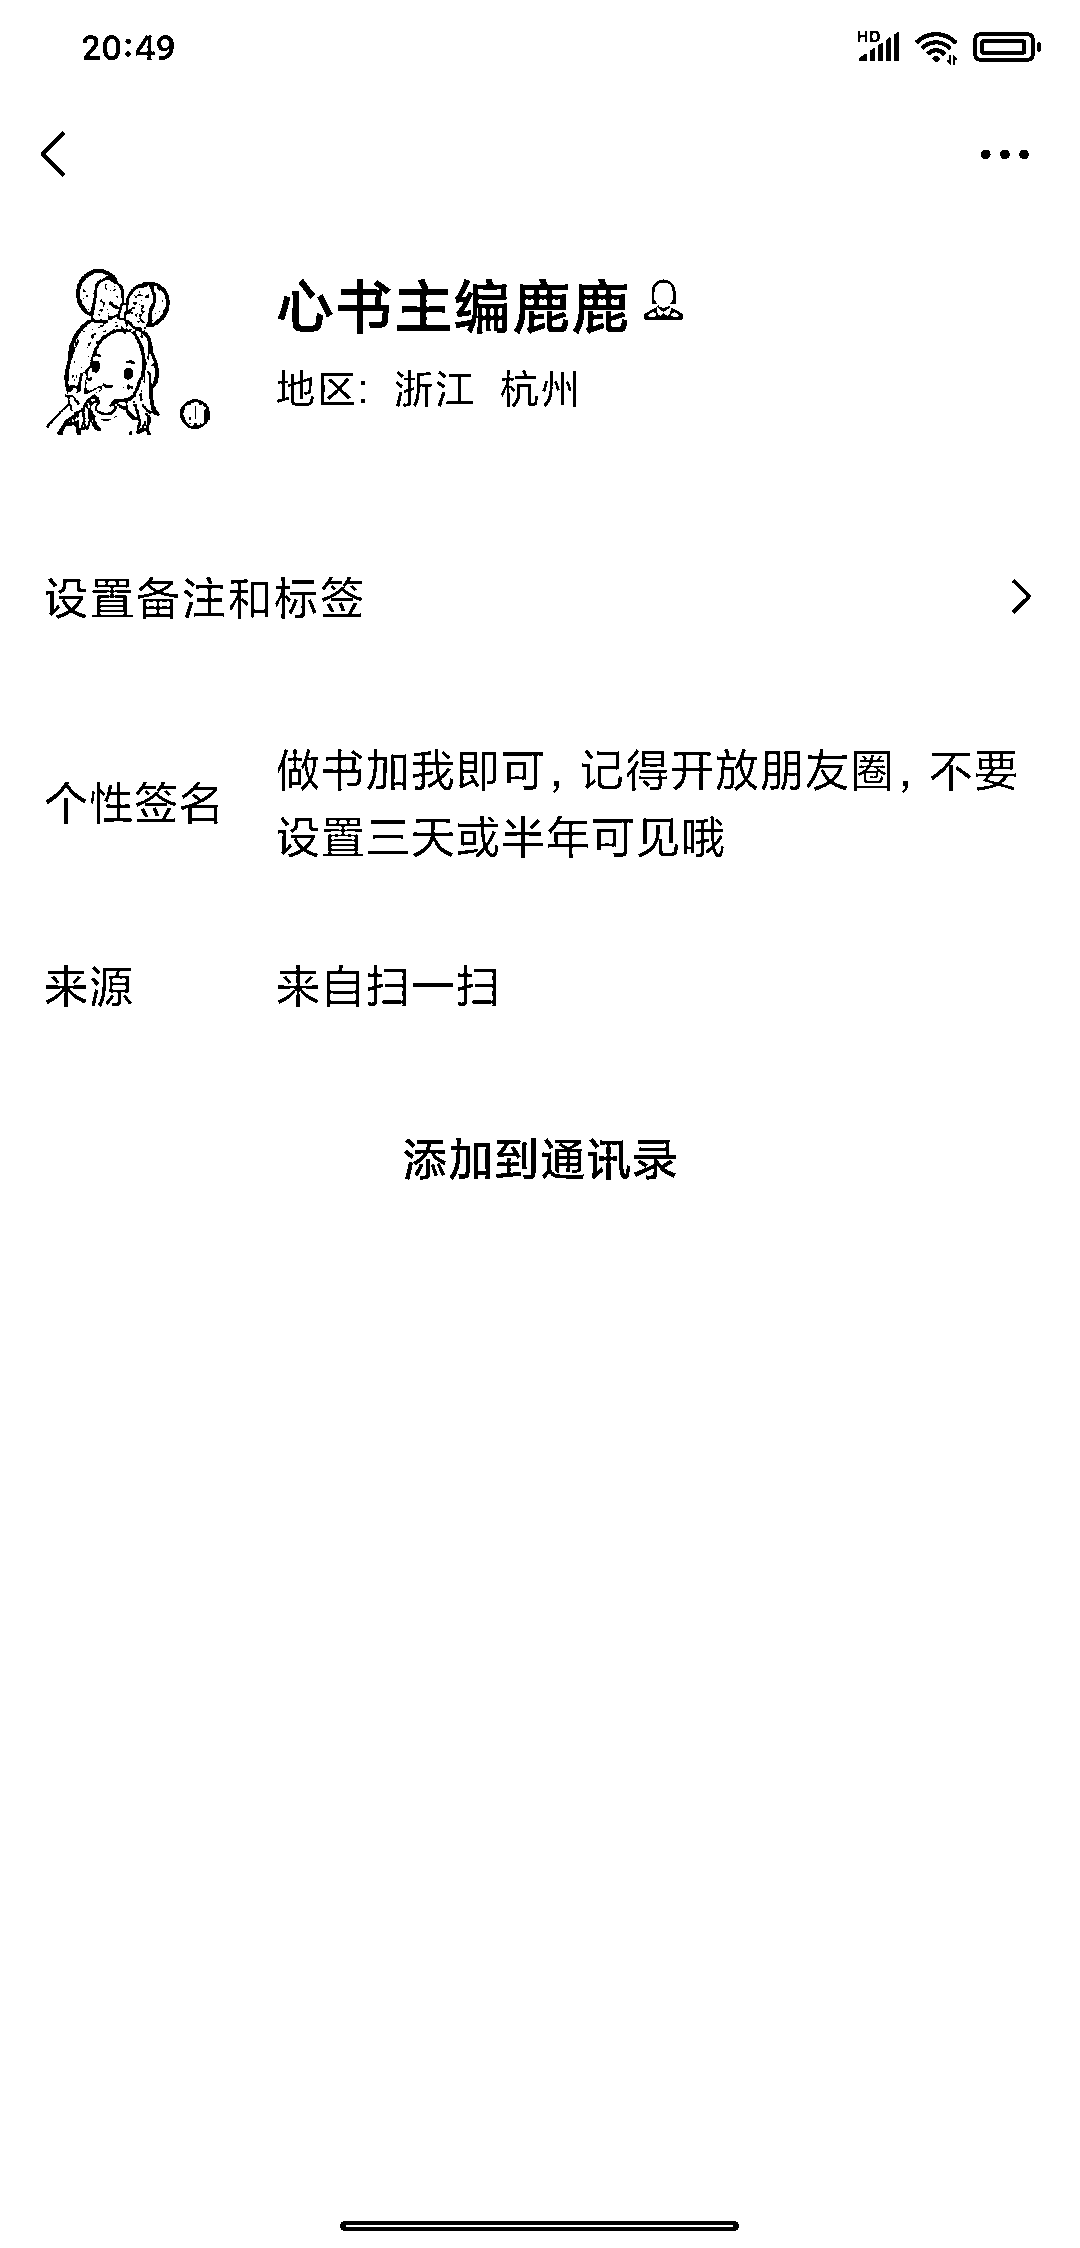 20:49
HD
心书主编鹿鹿
地区: 浙江 杭州
设置备注和标签
个性签名
做书加我即可, 记得开放朋友圈, 不要
设置三天或半年可见哦
来源 来自扫一扫
添加到通讯录